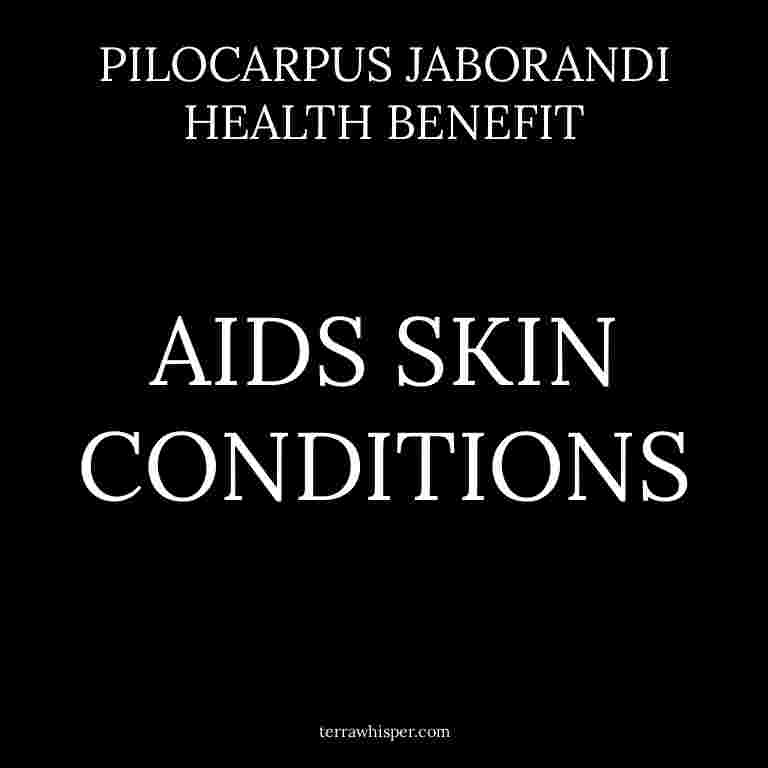 PILOCARPUS JABORANDI
HEALTH BENEFIT
AIDS SKIN
CONDITIONS
terrawhisper.com